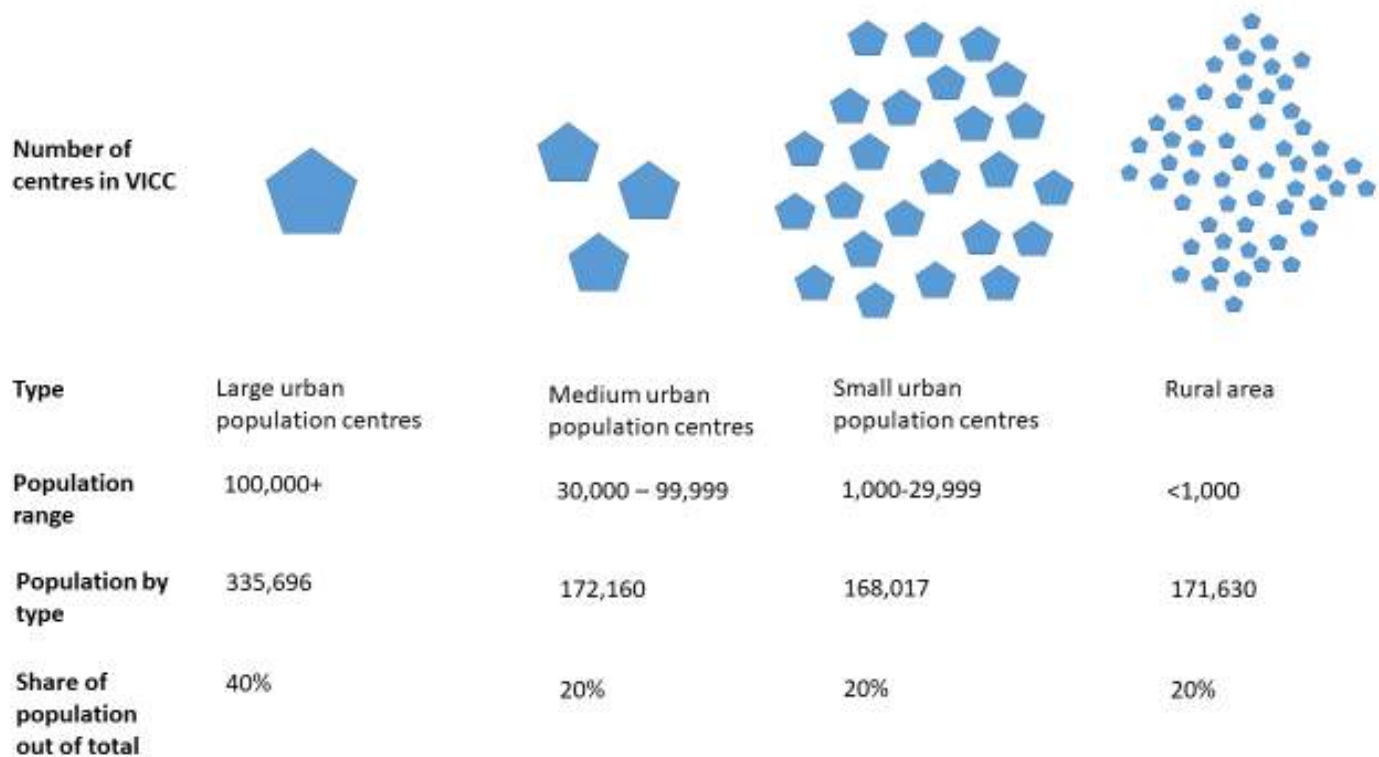 Number of
centres in VICC
Type
Large urban
population centres
Medium urban
population centres
Small urban
population centres
Rural area
Population
range
100,000+
30,000 – 99,999
1,000-29,999
<1,000
Population by
type
335,696
172,160
168,017
171,630
Share of
population
out of total
40%
20%
20%
20%